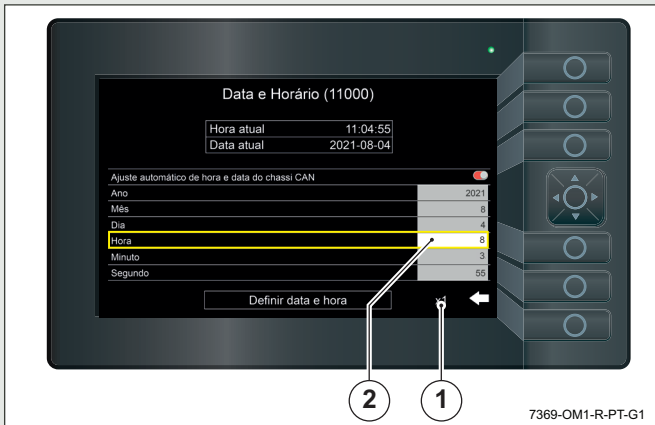 Data e Horário (11000)
Hora atual 11:04:55
Data atual 2021-08-04
Ajuste automático de hora e data do chassi CAN
Ano 2021
Mês 8
Dia 4
Hora 8
Minuto 3
Segundo 55
Definir data e hora x1
2 1
7369-OM1-R-PT-G1